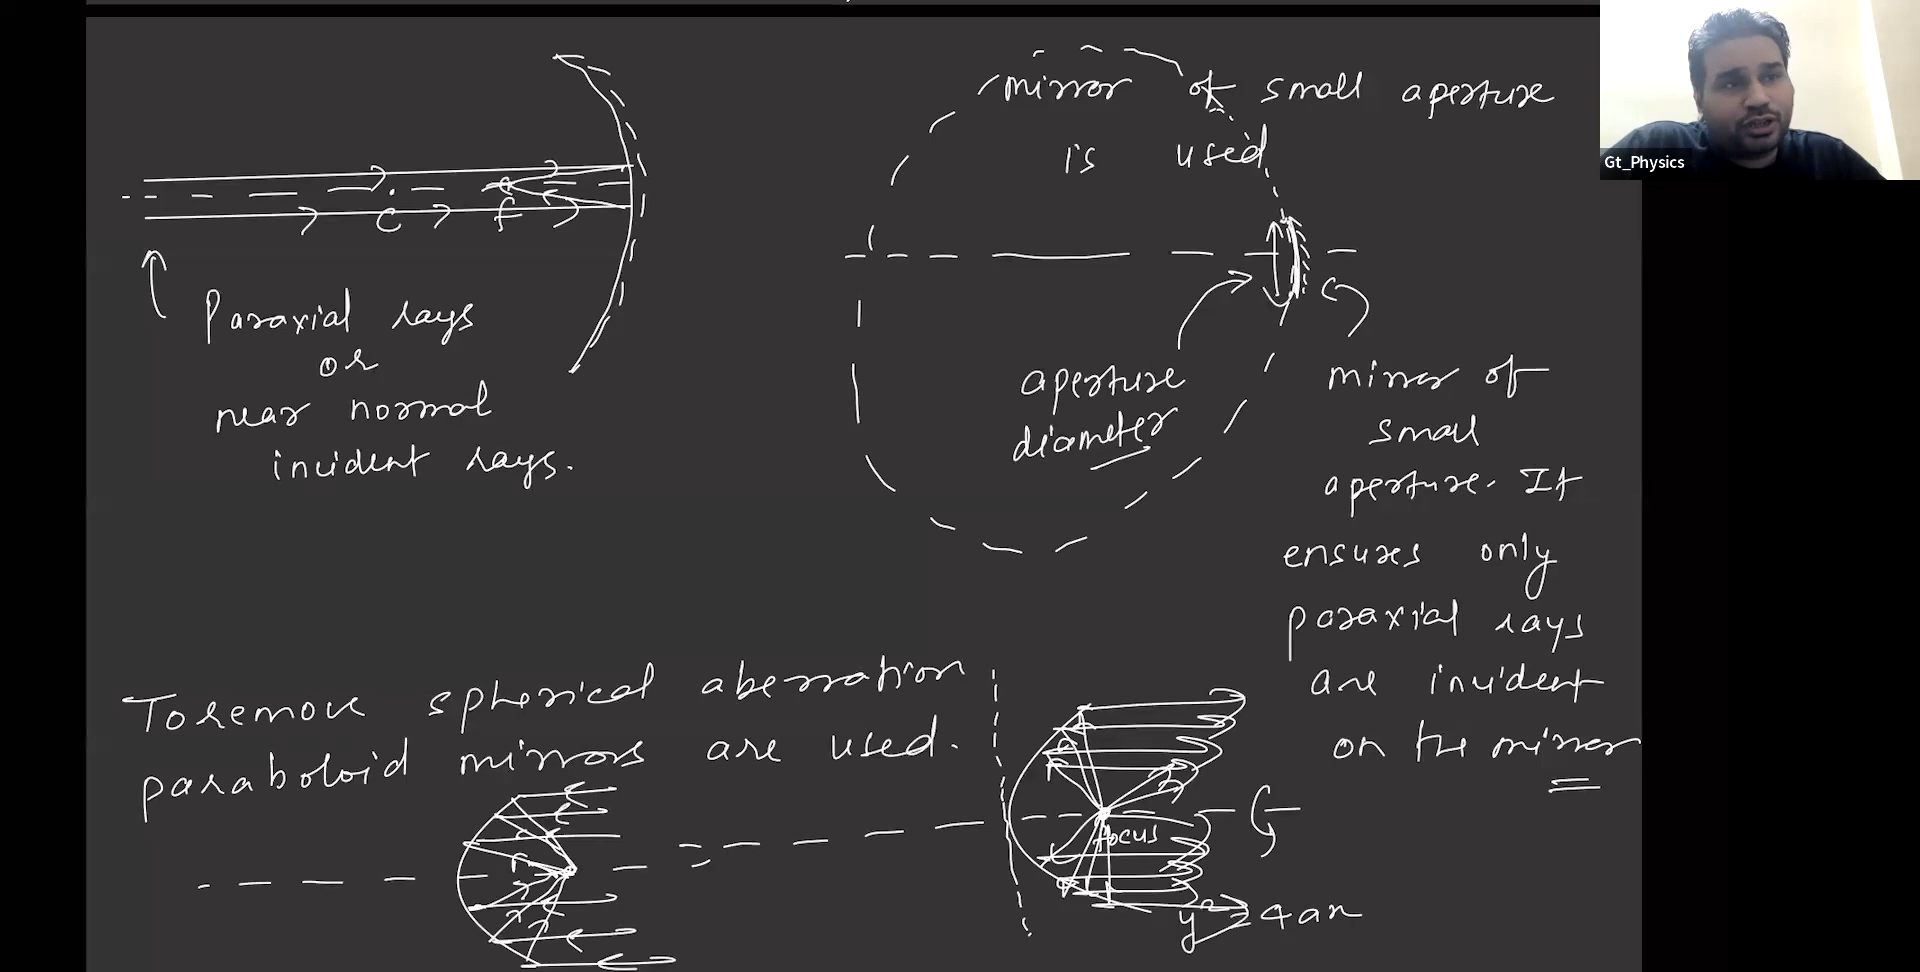 mirror of small aperture
is used
Gt_Physics
C
f
Paraxial rays
or
near normal
incident rays.
aperture
diameter
mirror of
small
aperture. It
ensures only
paraxial rays
are incident
on the mirror
To remove spherical aberration
paraboloid mirrors are used.
focus
y² = 4ax